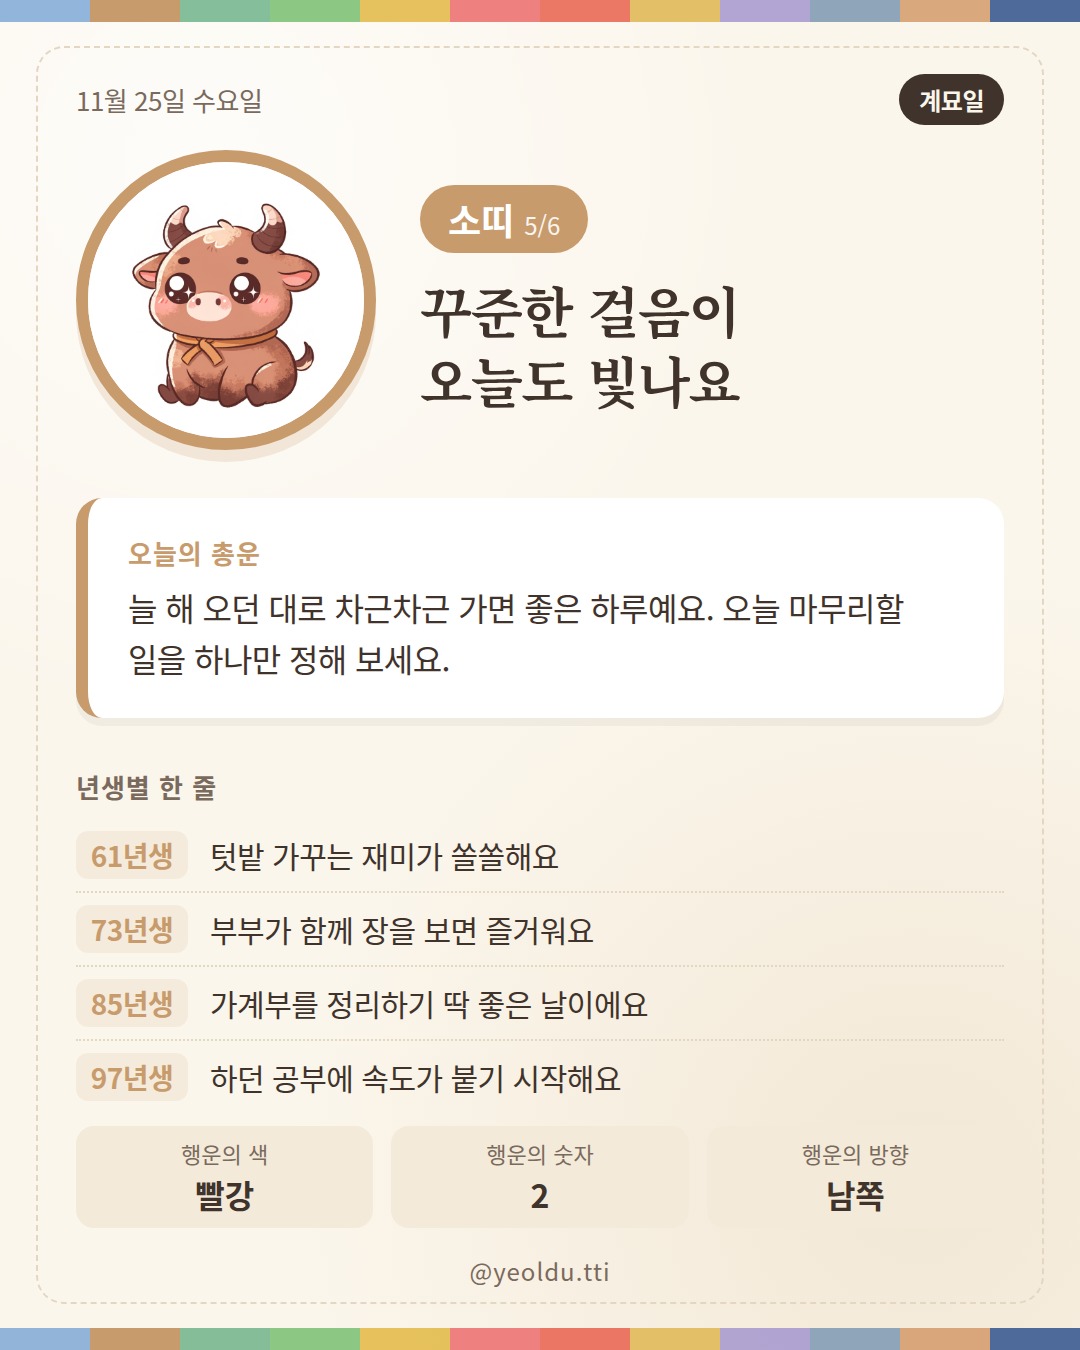 11월 25일 수요일
계묘일
소띠 5/6
꾸준한 걸음이
오늘도 빛나요
오늘의 총운
늘 해 오던 대로 차근차근 가면 좋은 하루예요. 오늘 마무리할
일을 하나만 정해 보세요.
년생별 한 줄
61년생 텃밭 가꾸는 재미가 쏠쏠해요
73년생 부부가 함께 장을 보면 즐거워요
85년생 가계부를 정리하기 딱 좋은 날이에요
97년생 하던 공부에 속도가 붙기 시작해요
행운의 색
빨강
행운의 숫자
2
행운의 방향
남쪽
@yeoldu.tti